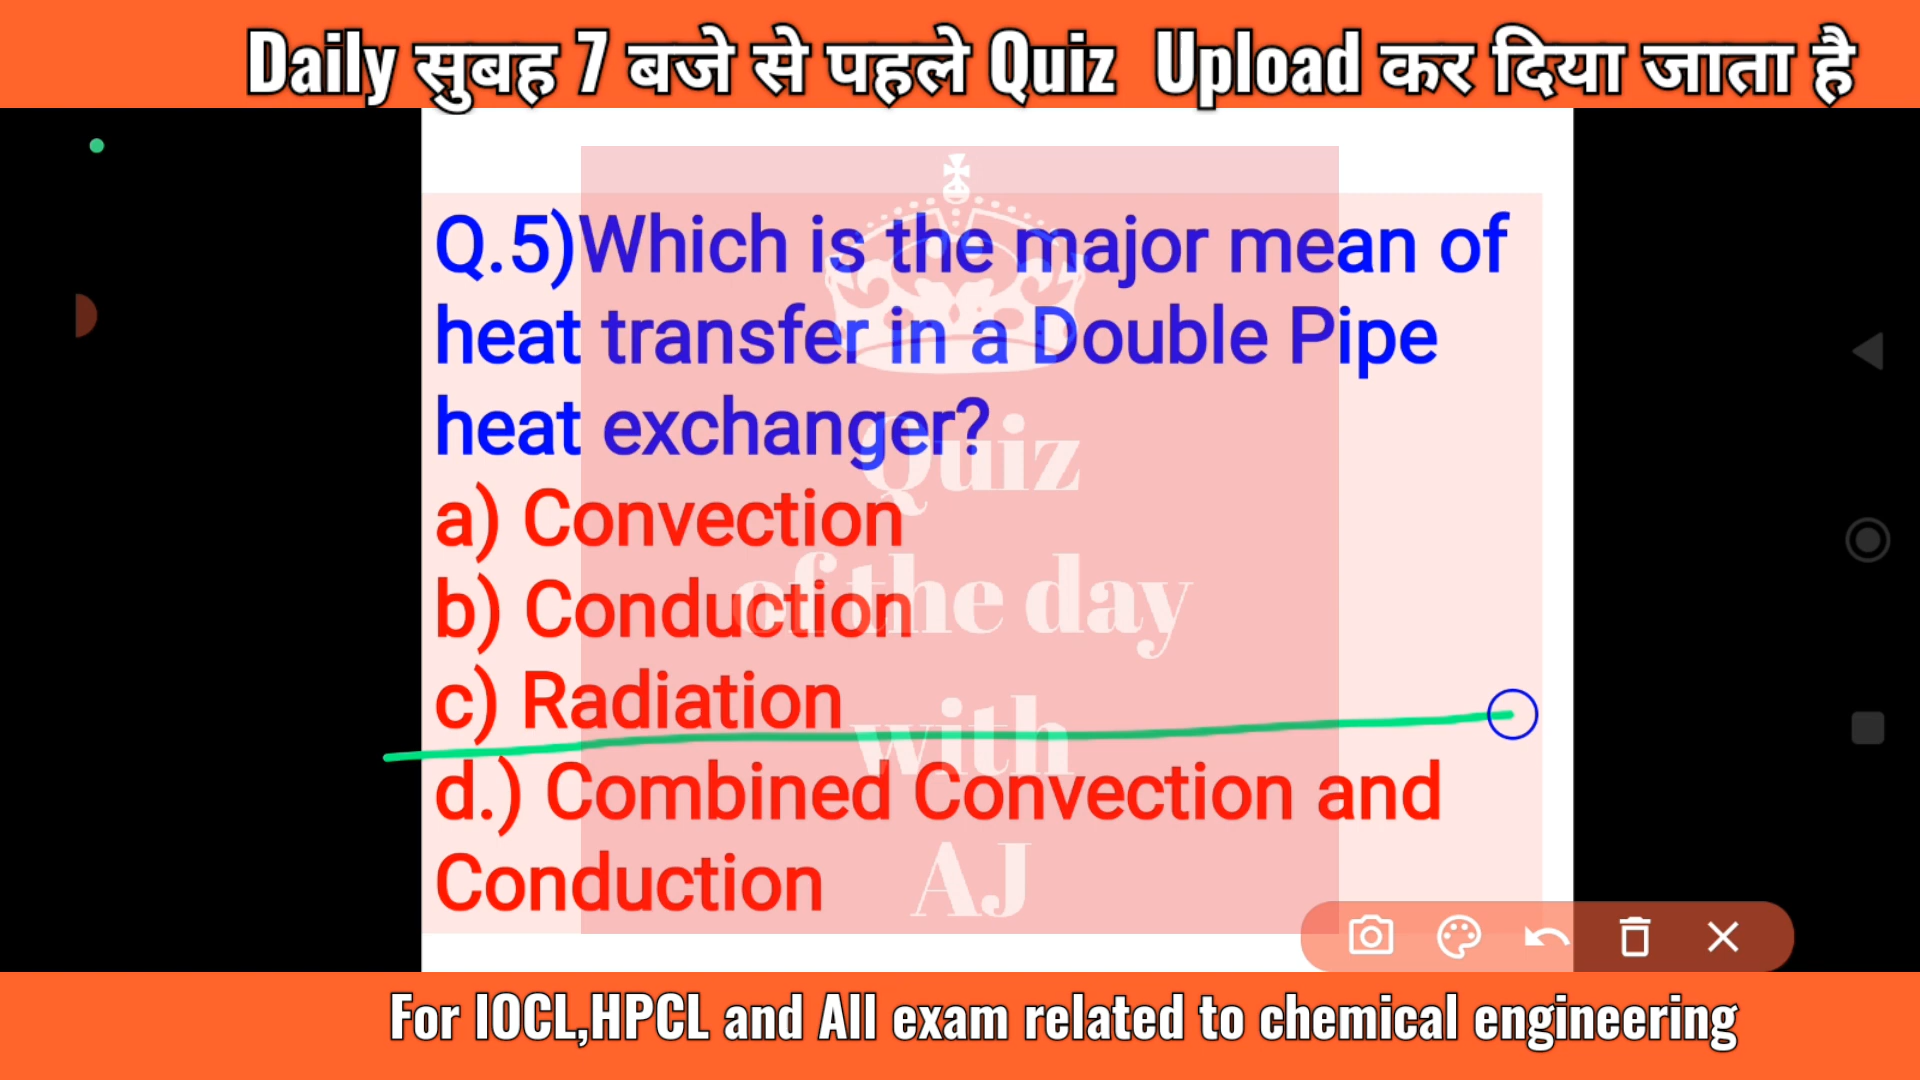 Daily सुबह 7 बजे से पहले Quiz Upload कर दिया जाता है
Q.5)Which is the major mean of
heat transfer in a Double Pipe
heat exchanger?
a) Convection
b) Conduction
c) Radiation
d.) Combined Convection and
Conduction
Quiz
of the day
with
AJ
For IOCL,HPCL and All exam related to chemical engineering